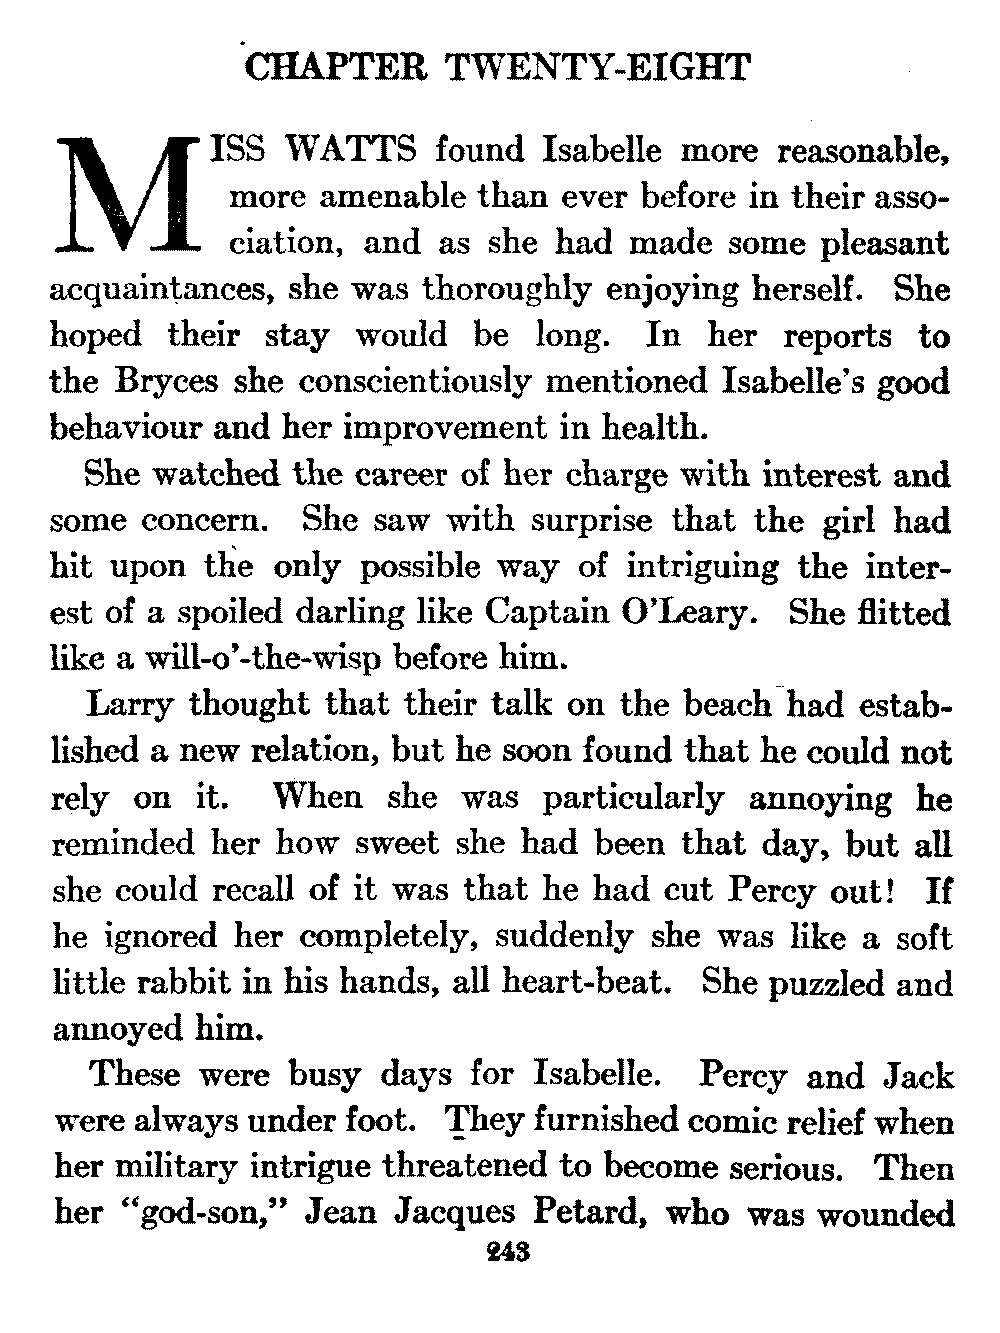 CHAPTER TWENTY-EIGHT
MISS WATTS found Isabelle more reasonable,
more amenable than ever before in their asso-
ciation, and as she had made some pleasant
acquaintances, she was thoroughly enjoying herself. She
hoped their stay would be long. In her reports to
the Bryces she conscientiously mentioned Isabelle's good
behaviour and her improvement in health.
She watched the career of her charge with interest and
some concern. She saw with surprise that the girl had
hit upon the only possible way of intriguing the inter-
est of a spoiled darling like Captain O'Leary. She flitted
like a will-o'-the-wisp before him.
Larry thought that their talk on the beach had estab-
lished a new relation, but he soon found that he could not
rely on it. When she was particularly annoying he
reminded her how sweet she had been that day, but all
she could recall of it was that he had cut Percy out! If
he ignored her completely, suddenly she was like a soft
little rabbit in his hands, all heart-beat. She puzzled and
annoyed him.
These were busy days for Isabelle. Percy and Jack
were always under foot. They furnished comic relief when
her military intrigue threatened to become serious. Then
her "god-son," Jean Jacques Petard, who was wounded
243